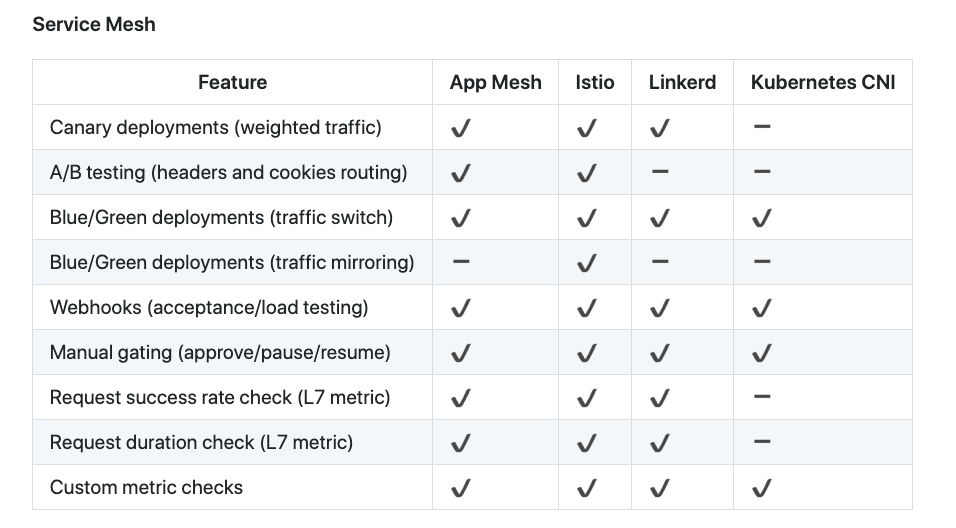 Service Mesh
Feature App Mesh Istio Linkerd Kubernetes CNI
Canary deployments (weighted traffic) ✔ ✔ ✔ −
A/B testing (headers and cookies routing) ✔ ✔ − −
Blue/Green deployments (traffic switch) ✔ ✔ ✔ ✔
Blue/Green deployments (traffic mirroring) − ✔ − −
Webhooks (acceptance/load testing) ✔ ✔ ✔ ✔
Manual gating (approve/pause/resume) ✔ ✔ ✔ ✔
Request success rate check (L7 metric) ✔ ✔ ✔ −
Request duration check (L7 metric) ✔ ✔ ✔ −
Custom metric checks ✔ ✔ ✔ ✔